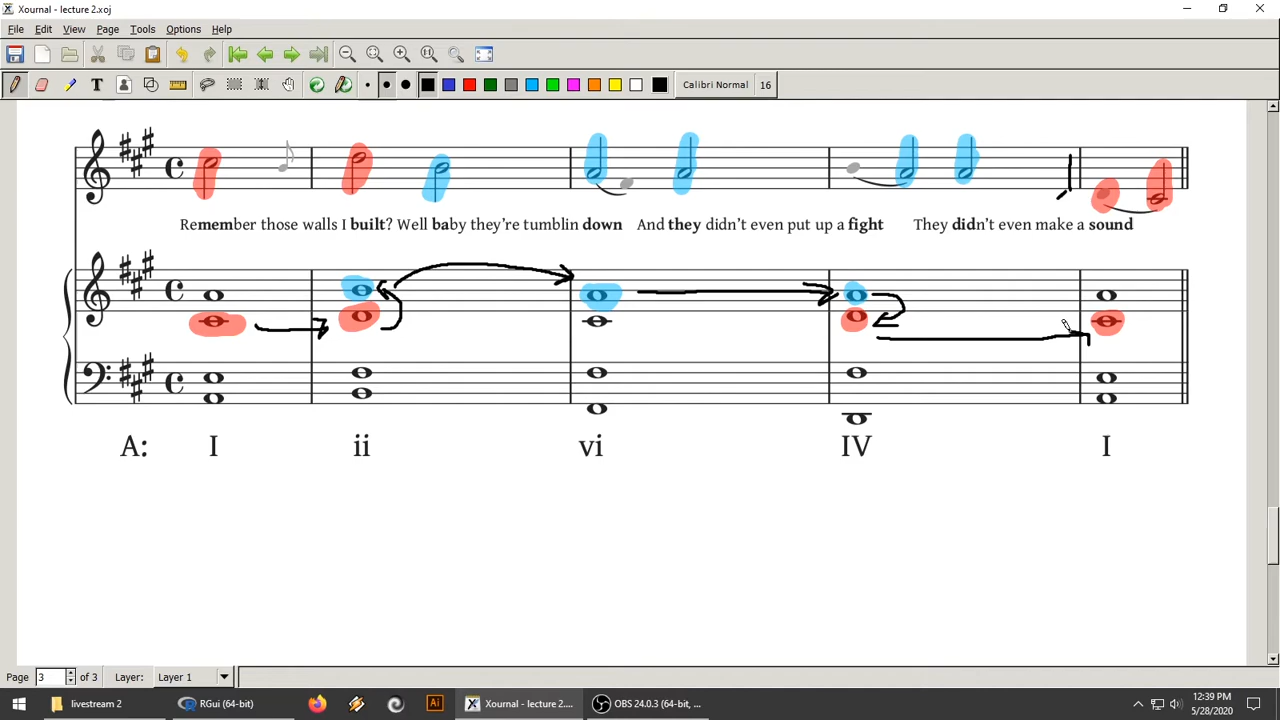 Xournal - lecture 2.xoj
File Edit View Page Tools Options Help
Calibri Normal 16
Remember those walls I built? Well baby they're tumblin down And they didn't even put up a fight They didn't even make a sound
A: I ii vi IV I
Page 3 of 3 Layer: Layer 1
livestream 2 RGui (64-bit) Ai Xournal - lecture 2.... OBS 24.0.3 (64-bit, ...
12:39 PM
5/28/2020